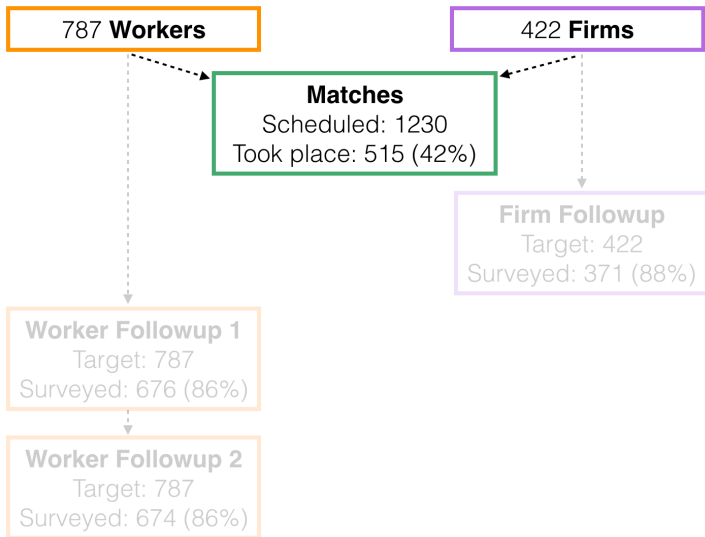 787 Workers
422 Firms
Matches
Scheduled: 1230
Took place: 515 (42%)
Firm Followup
Target: 422
Surveyed: 371 (88%)
Worker Followup 1
Target: 787
Surveyed: 676 (86%)
Worker Followup 2
Target: 787
Surveyed: 674 (86%)